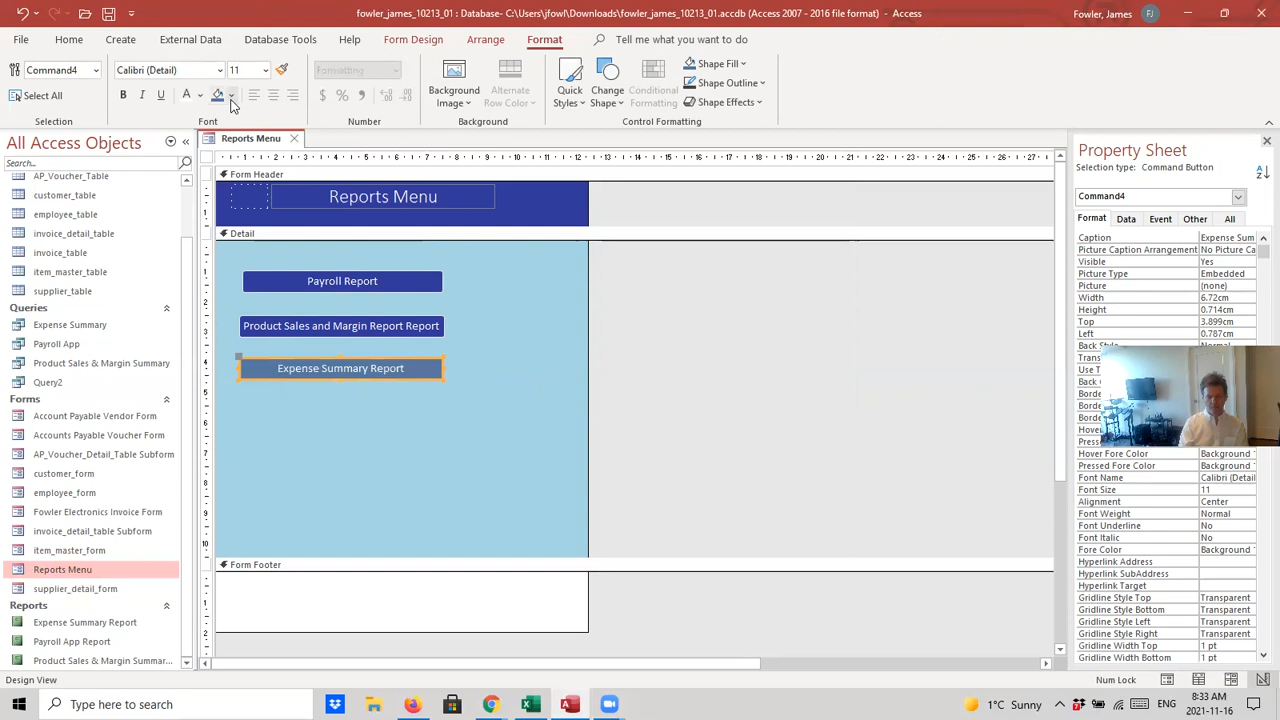 fowler_james_10213_01 : Database- C:\Users\jfowl\Downloads\fowler_james_10213_01.accdb (Access 2007 - 2016 file format) - Access
Fowler, James
FJ
File
Home
Create
External Data
Database Tools
Help
Form Design
Arrange
Format
Tell me what you want to do
Command4
Select All
Selection
Calibri (Detail)
11
B I U A
Font
Formatting
$ % ,
Number
Background Image
Alternate Row Color
Background
Quick Styles
Change Shape
Conditional Formatting
Shape Fill
Shape Outline
Shape Effects
Control Formatting
All Access Objects
Search...
AP_Voucher_Table
customer_table
employee_table
invoice_detail_table
invoice_table
item_master_table
supplier_table
Queries
Expense Summary
Payroll App
Product Sales & Margin Summary
Query2
Forms
Account Payable Vendor Form
Accounts Payable Voucher Form
AP_Voucher_Detail_Table Subform
customer_form
employee_form
Fowler Electronics Invoice Form
invoice_detail_table Subform
item_master_form
Reports Menu
supplier_detail_form
Reports
Expense Summary Report
Payroll App Report
Product Sales & Margin Summar...
Reports Menu
Form Header
Reports Menu
Detail
Payroll Report
Product Sales and Margin Report Report
Expense Summary Report
Form Footer
Property Sheet
Selection type: Command Button
Command4
Format
Data
Event
Other
All
Caption Expense Sum
Picture Caption Arrangement No Picture Ca
Visible Yes
Picture Type Embedded
Picture (none)
Width 6.72cm
Height 0.714cm
Top 3.899cm
Left 0.787cm
Back Style Normal
Hover Fore Color Background
Pressed Fore Color Background
Font Name Calibri (Detail
Font Size 11
Alignment Center
Font Weight Normal
Font Underline No
Font Italic No
Fore Color Background
Hyperlink Address
Hyperlink SubAddress
Hyperlink Target
Gridline Style Top Transparent
Gridline Style Bottom Transparent
Gridline Style Left Transparent
Gridline Style Right Transparent
Gridline Width Top 1 pt
Gridline Width Bottom 1 pt
Design View
Num Lock
Type here to search
1°C Sunny
ENG
8:33 AM
2021-11-16